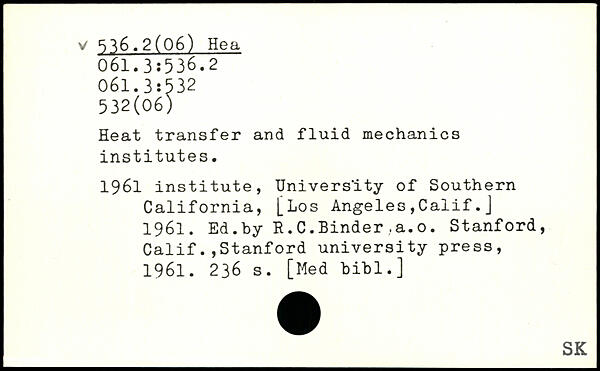 v 536.2(06) Hea
061.3:536.2
061.3:532
532(06)
Heat transfer and fluid mechanics
institutes.
1961 institute, University of Southern
California, [Los Angeles,Calif.]
1961. Ed.by R.C.Binder,a.o. Stanford,
Calif.,Stanford university press,
1961. 236 s. [Med bibl.]
SK